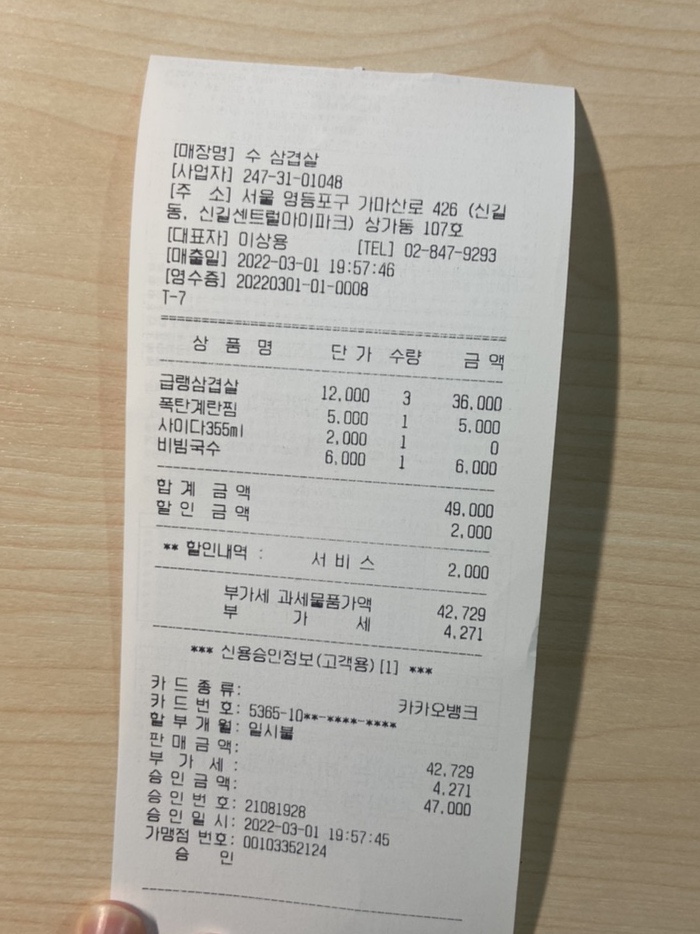 [매장명] 수 삼겹살
[사업자] 247-31-01048
[주 소] 서울 영등포구 가마산로 426 (신길
동, 신길센트럴아이파크) 상가동 107호
[대표자] 이상용 [TEL] 02-847-9293
[매출일] 2022-03-01 19:57:46
[영수증] 20220301-01-0008
T-7
================================================
상 품 명 단 가 수량 금 액
------------------------------------------------
급랭삼겹살 12,000 3 36,000
폭탄계란찜 5,000 1 5,000
사이다355ml 2,000 1 0
비빔국수 6,000 1 6,000
------------------------------------------------
합 계 금 액 49,000
할 인 금 액 2,000
------------------------------------------------
** 할인내역 : 서 비 스 2,000
------------------------------------------------
부가세 과세물품가액 42,729
부 가 세 4,271
------------------------------------------------
*** 신용승인정보(고객용) [1] ***
카 드 종 류: 카카오뱅크
카 드 번 호: 5365-10**-****-****
할 부 개 월: 일시불
판 매 금 액: 42,729
부 가 세 : 4,271
승 인 금 액: 47,000
승 인 번 호: 21081928
승 인 일 시: 2022-03-01 19:57:45
가맹점 번호: 00103352124
승 인
------------------------------------------------